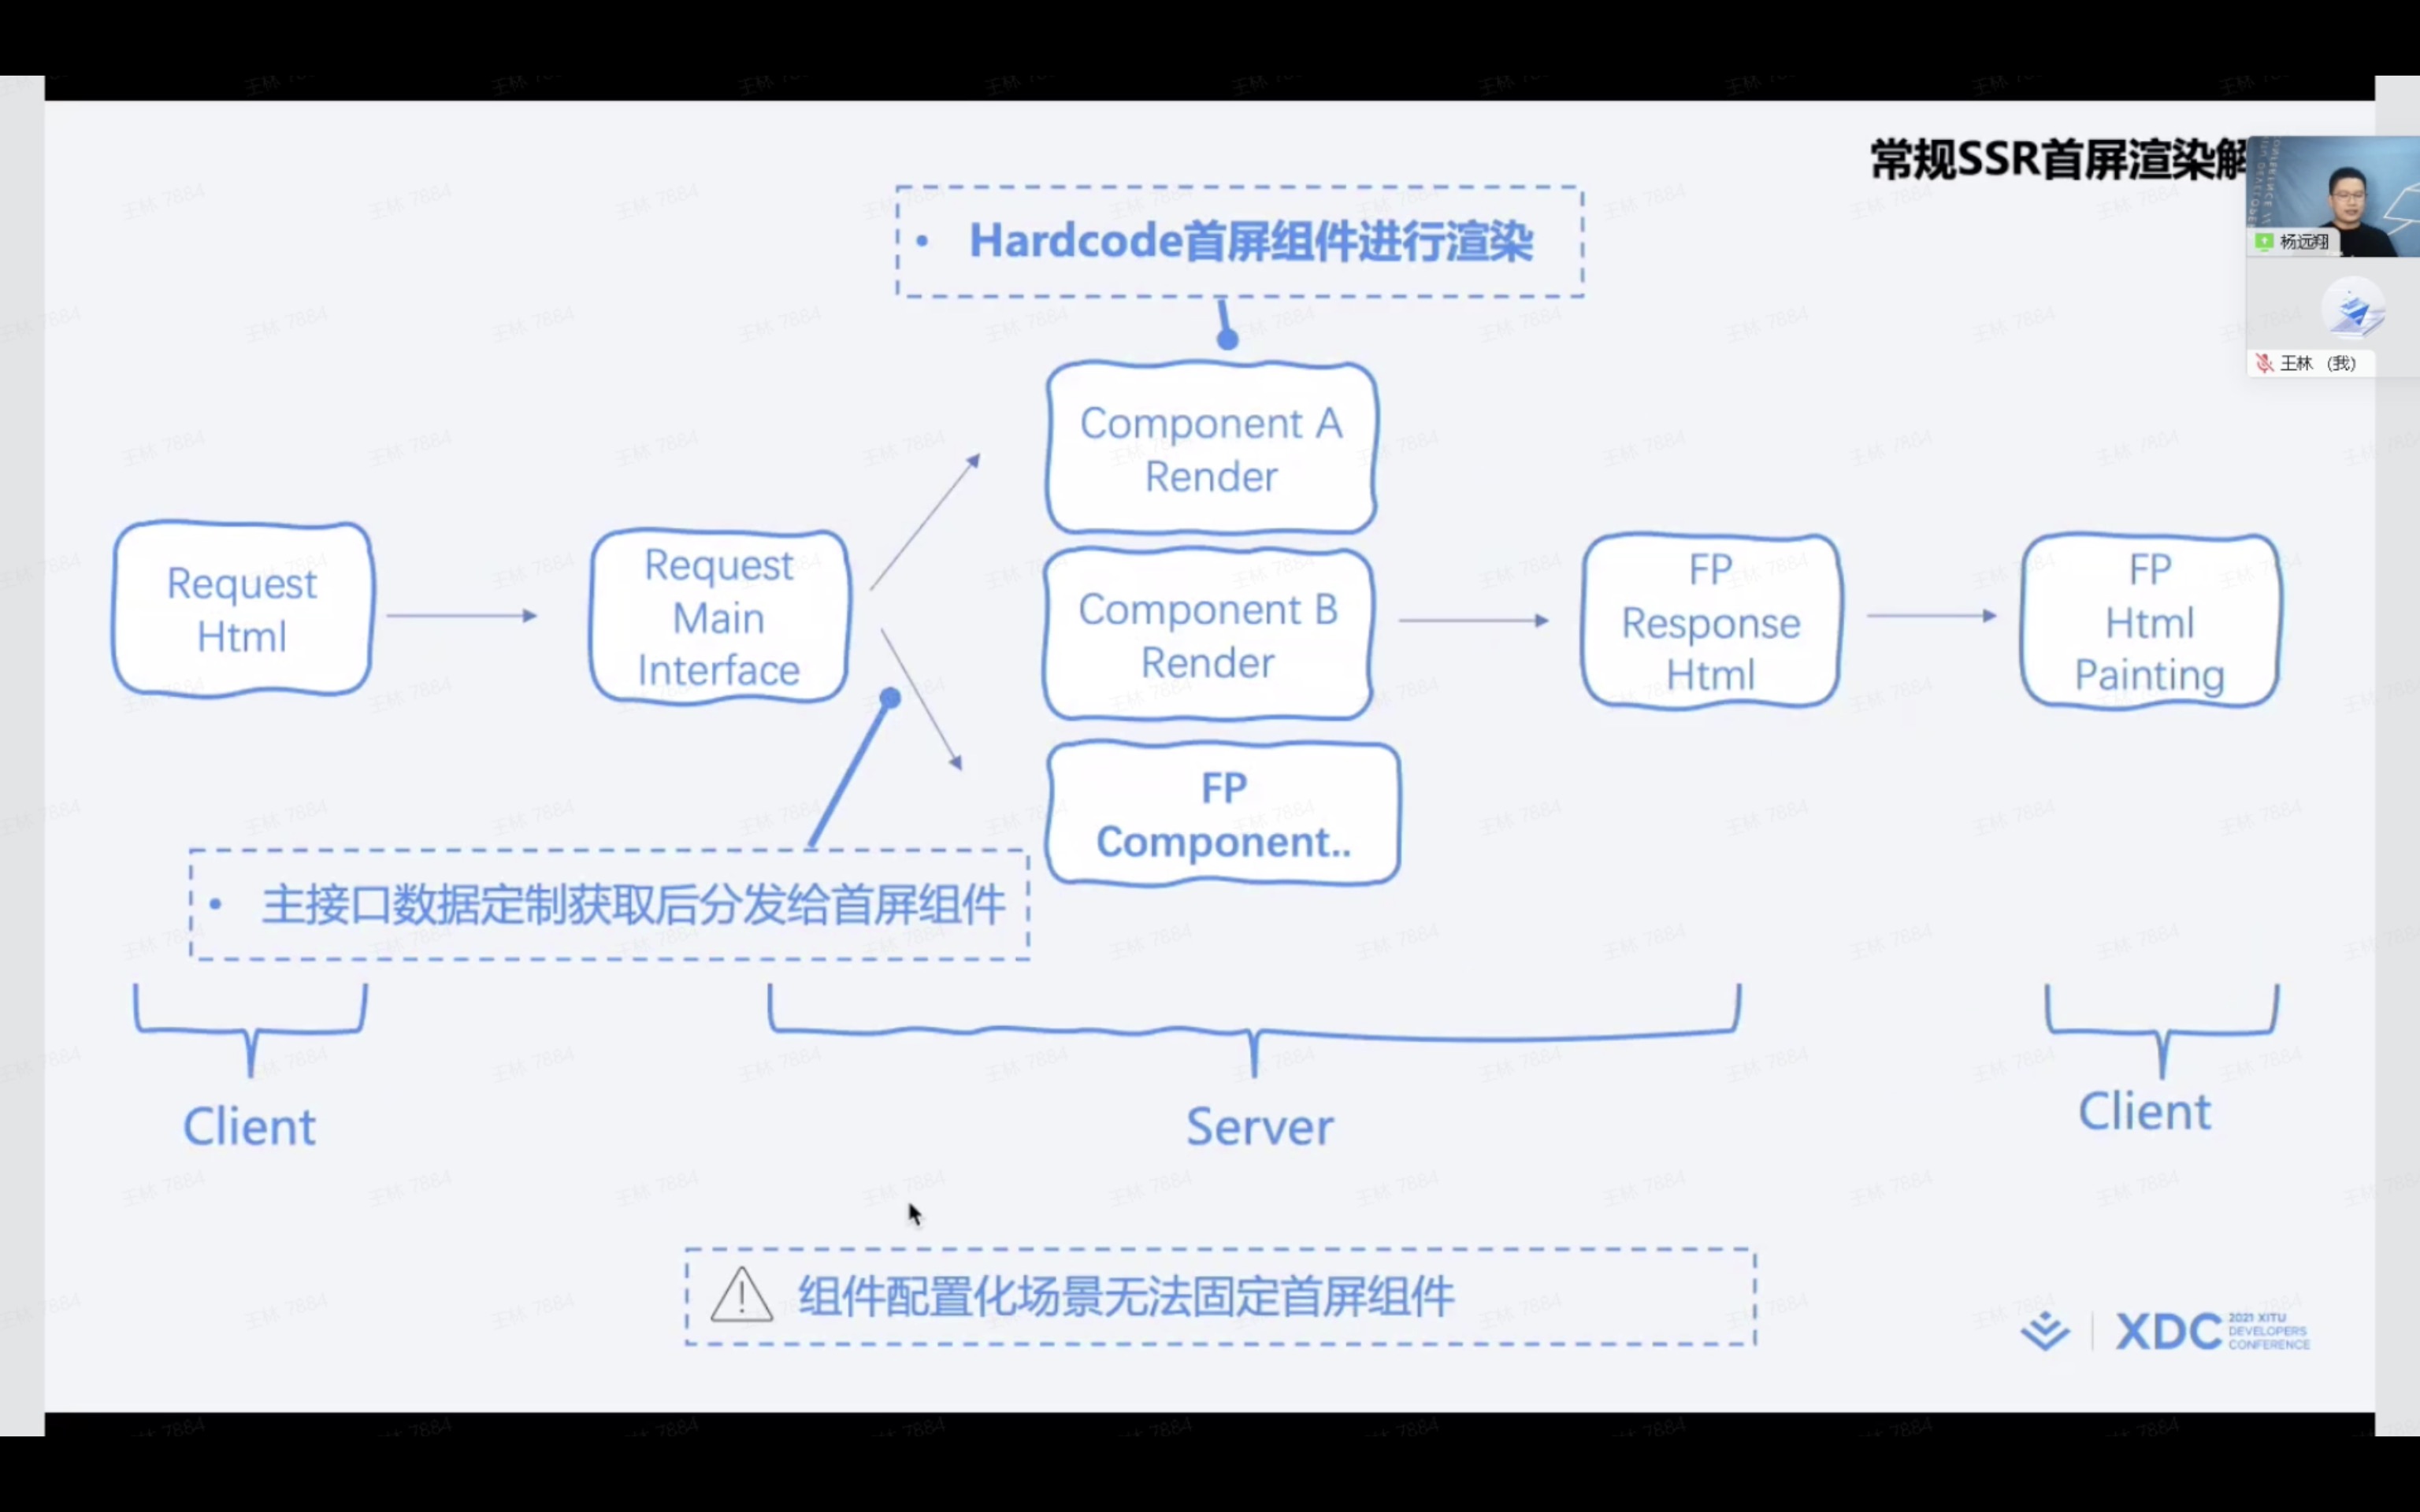 常规SSR首屏渲染解
杨远翔
王林 (我)
• Hardcode首屏组件进行渲染
Component A
Render
Request
Html
Request
Main
Interface
Component B
Render
FP
Response
Html
FP
Html
Painting
FP
Component..
• 主接口数据定制获取后分发给首屏组件
Client
Server
Client
组件配置化场景无法固定首屏组件
XDC
2021 XITU
DEVELOPERS
CONFERENCE
王林 7884